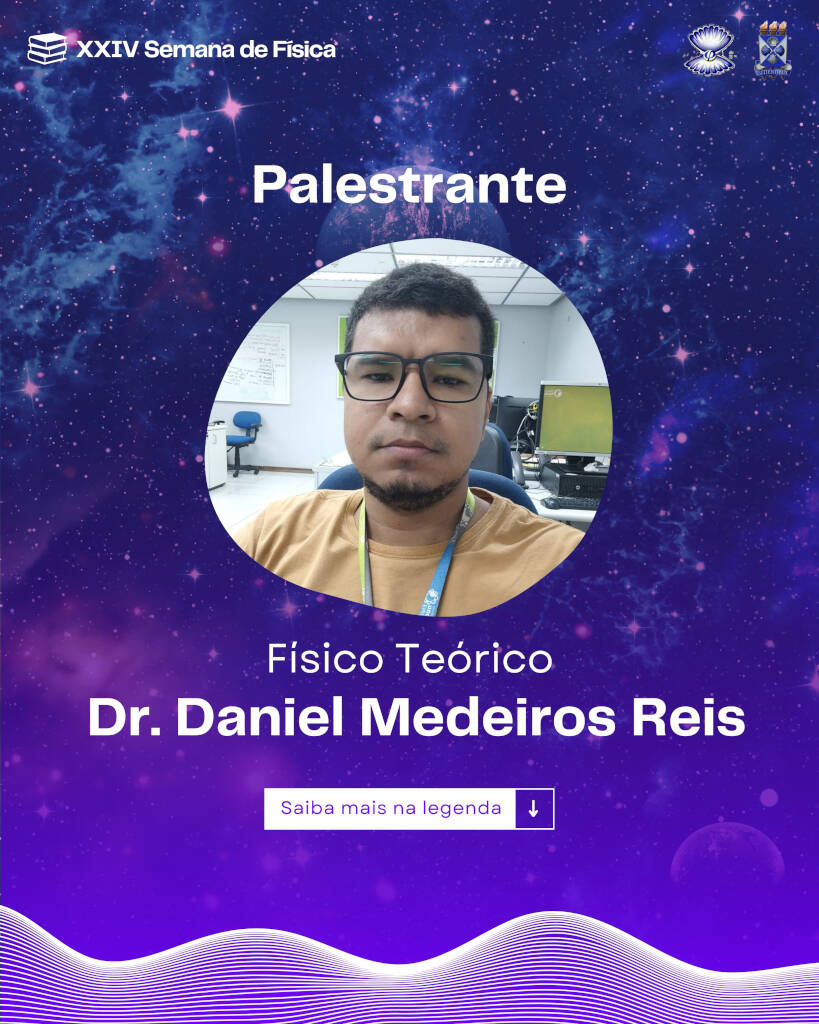 XXIV Semana de Física
Palestrante
Físico Teórico
Dr. Daniel Medeiros Reis
Saiba mais na legenda